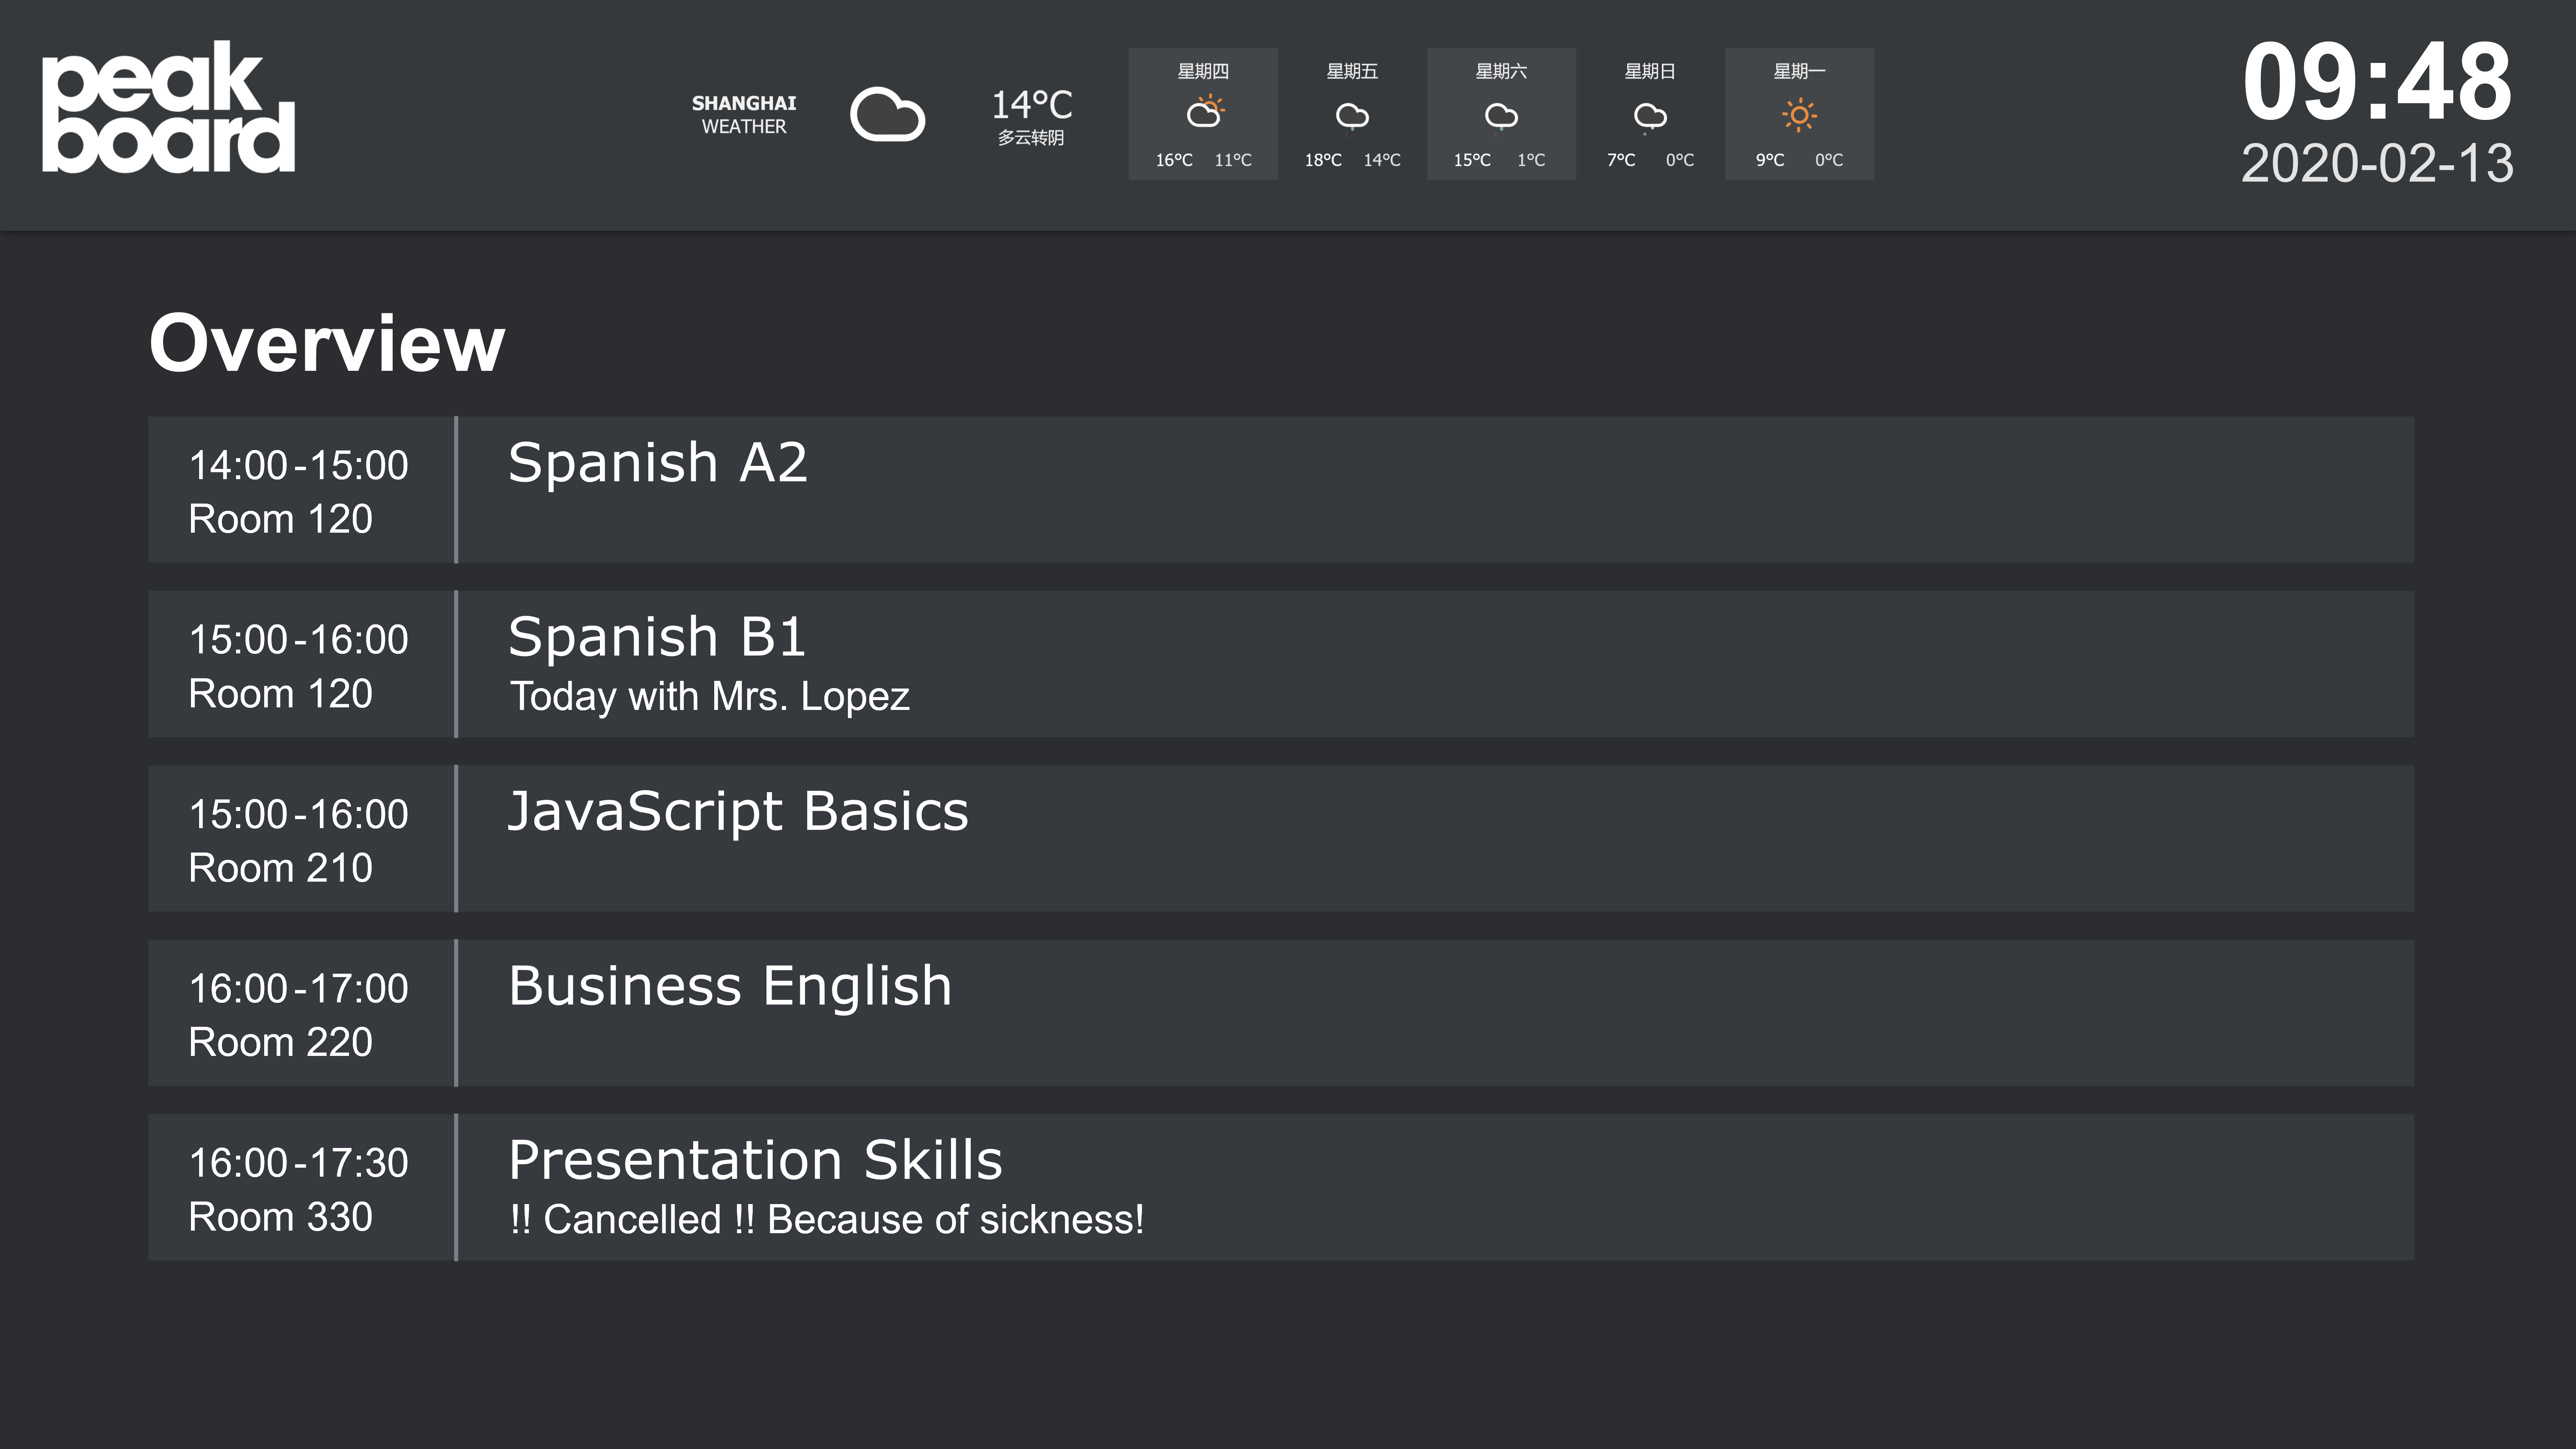 peak
board
SHANGHAI
WEATHER
14°C
多云转阴
星期四
16°C 11°C
星期五
18°C 14°C
星期六
15°C 1°C
星期日
7°C 0°C
星期一
9°C 0°C
09:48
2020-02-13
Overview
14:00-15:00
Room 120
Spanish A2
15:00-16:00
Room 120
Spanish B1
Today with Mrs. Lopez
15:00-16:00
Room 210
JavaScript Basics
16:00-17:00
Room 220
Business English
16:00-17:30
Room 330
Presentation Skills
!! Cancelled !! Because of sickness!